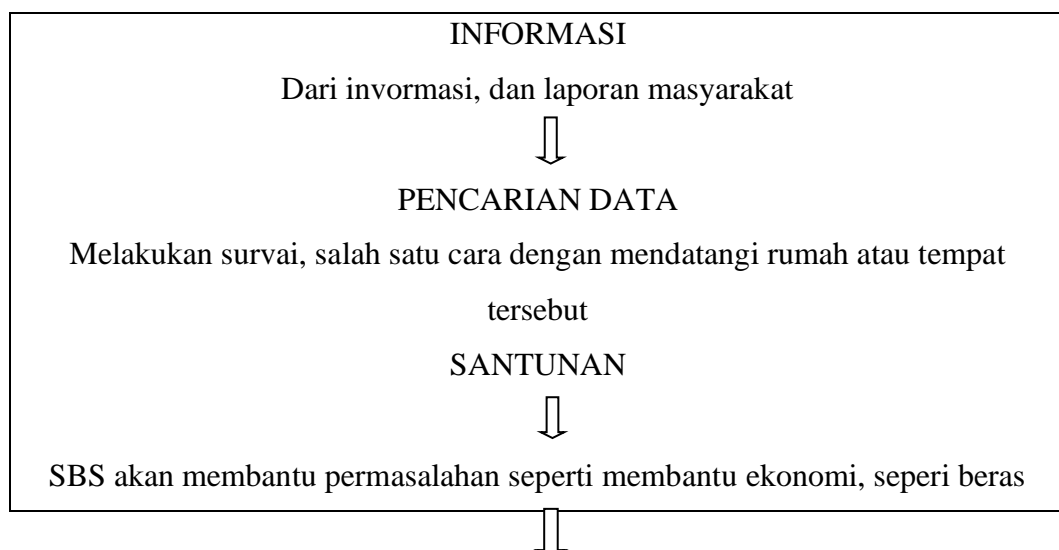 INFORMASI
Dari invormasi, dan laporan masyarakat
PENCARIAN DATA
Melakukan survai, salah satu cara dengan mendatangi rumah atau tempat
tersebut
SANTUNAN
SBS akan membantu permasalahan seperti membantu ekonomi, seperi beras